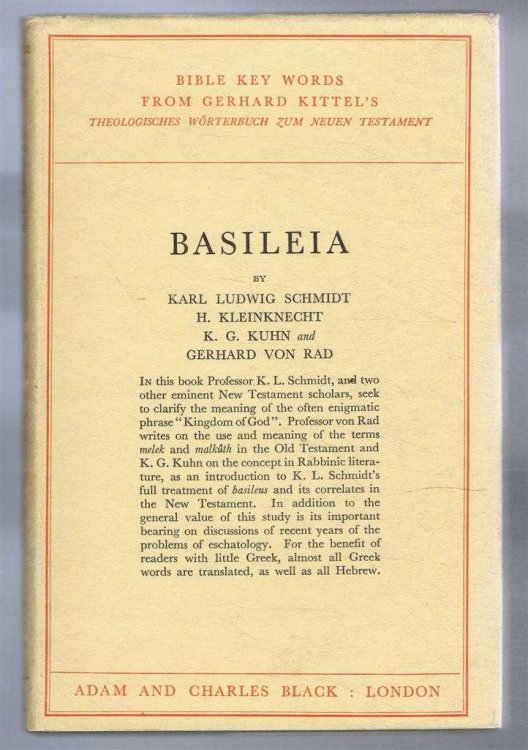 BIBLE KEY WORDS
FROM GERHARD KITTEL'S
THEOLOGISCHES WÖRTERBUCH ZUM NEUEN TESTAMENT
BASILEIA
BY
KARL LUDWIG SCHMIDT
H. KLEINKNECHT
K. G. KUHN and
GERHARD VON RAD
IN this book Professor K. L. Schmidt, and two
other eminent New Testament scholars, seek
to clarify the meaning of the often enigmatic
phrase "Kingdom of God". Professor von Rad
writes on the use and meaning of the terms
melek and malkûth in the Old Testament and
K. G. Kuhn on the concept in Rabbinic litera-
ture, as an introduction to K. L. Schmidt's
full treatment of basileus and its correlates in
the New Testament. In addition to the
general value of this study is its important
bearing on discussions of recent years of the
problems of eschatology. For the benefit of
readers with little Greek, almost all Greek
words are translated, as well as all Hebrew.
ADAM AND CHARLES BLACK : LONDON